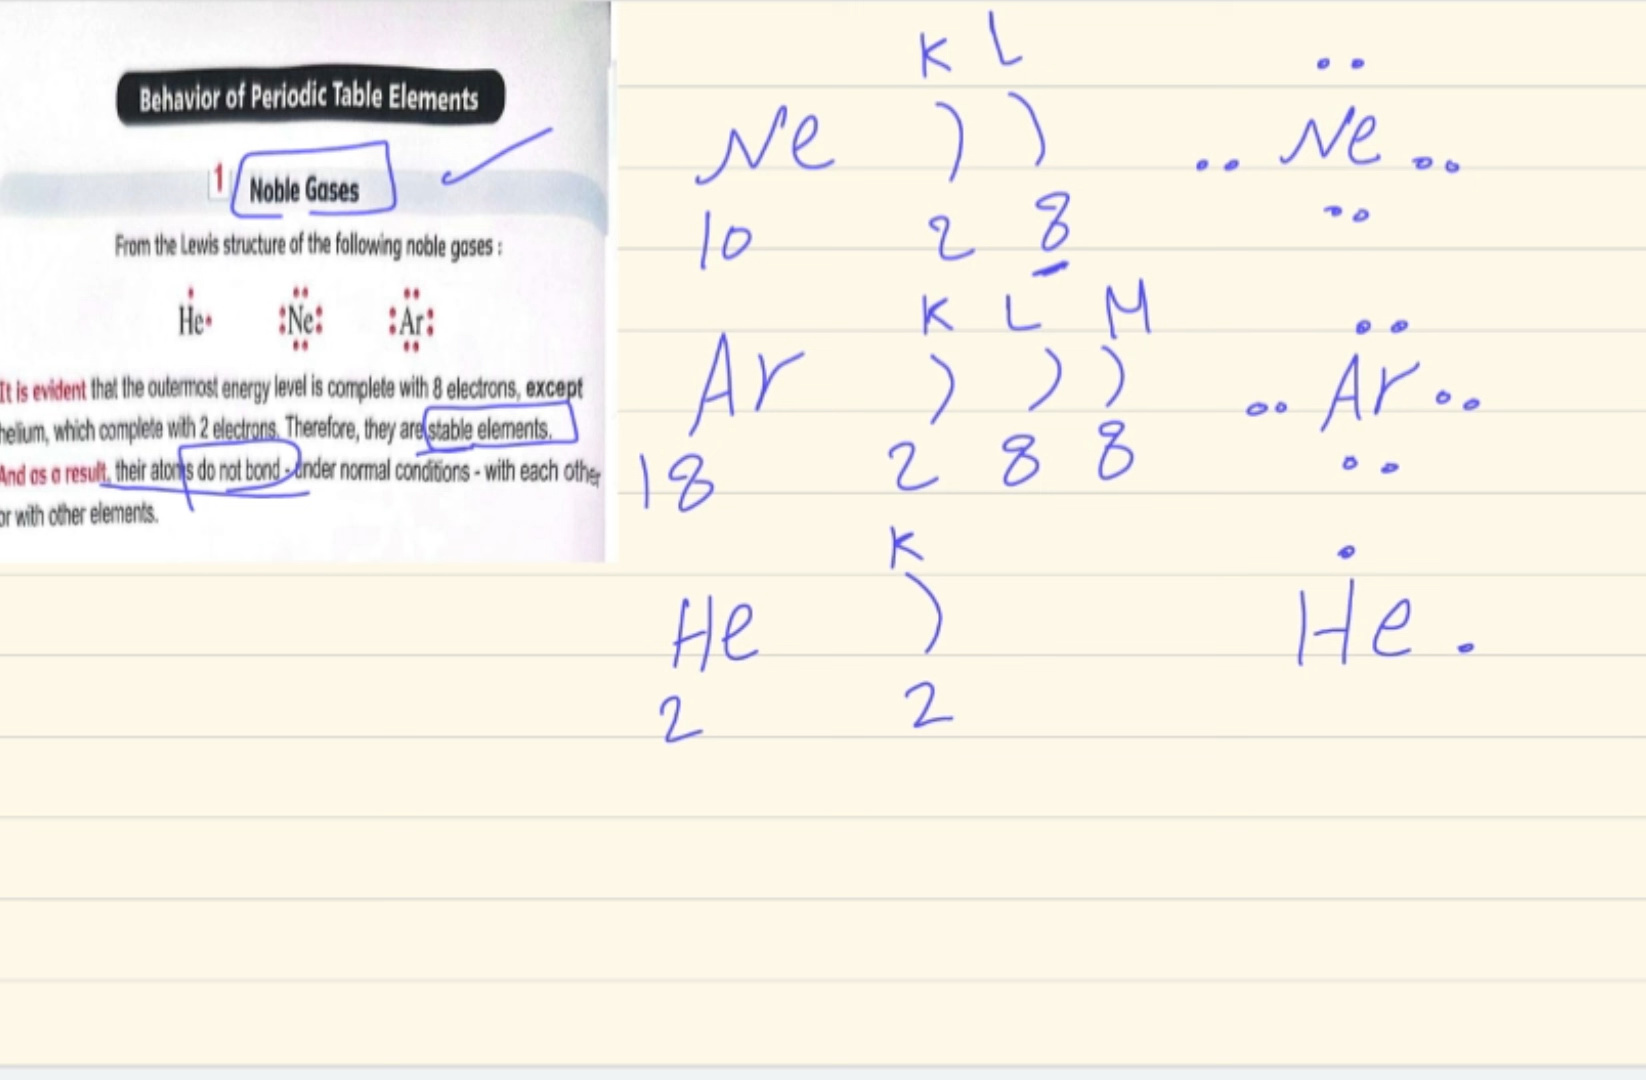 Behavior of Periodic Table Elements
1 Noble Gases
From the Lewis structure of the following noble gases :
He Ne Ar
It is evident that the outermost energy level is complete with 8 electrons, except
helium, which complete with 2 electrons. Therefore, they are stable elements.
And as a result, their atoms do not bond - under normal conditions - with each other
or with other elements.
K L
Ne ) ) Ne
10 2 8
K L M
Ar ) ) ) Ar
18 2 8 8
K
He ) He
2 2